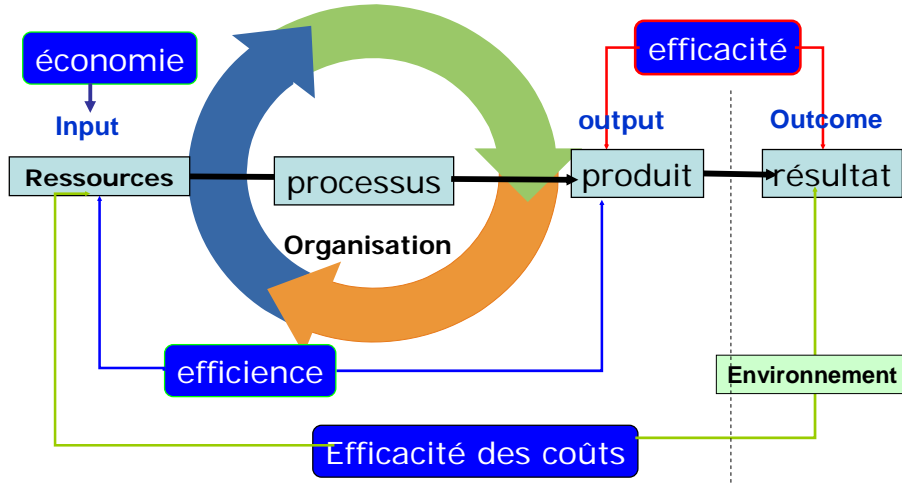 économie
efficacité
Input
output
Outcome
Ressources
processus
produit
résultat
Organisation
efficience
Environnement
Efficacité des coûts